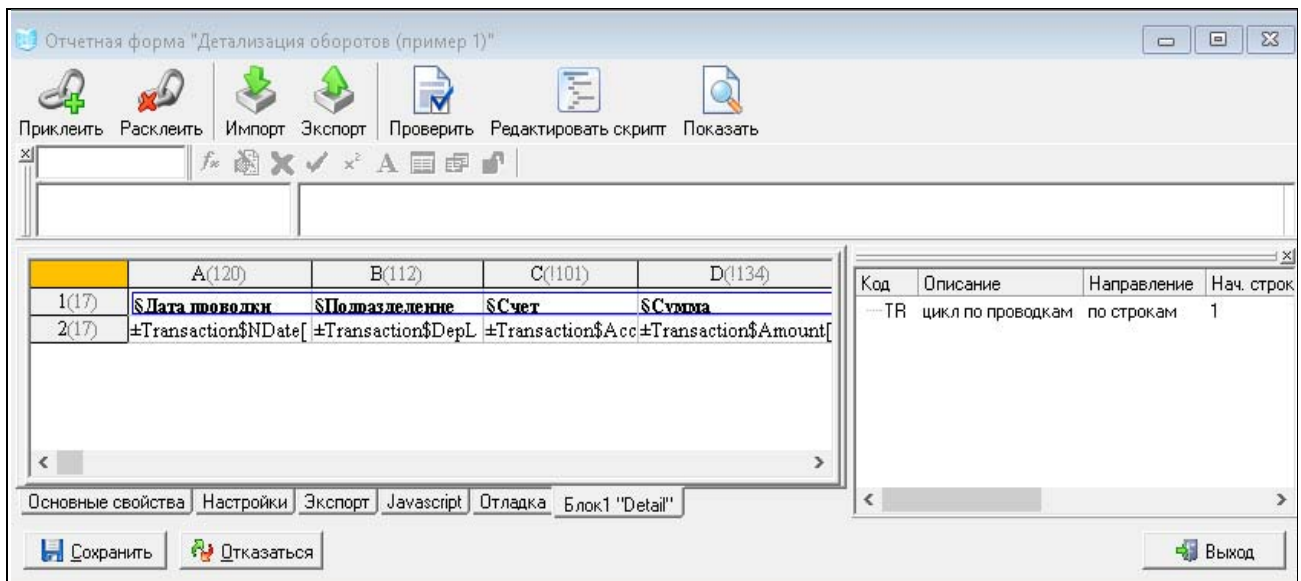 Отчетная форма "Детализация оборотов (пример 1)"
Приклеить Расклеить Импорт Экспорт Проверить Редактировать скрипт Показать
A(120) B(112) C(!101) D(!134)
1(17) §Дата проводки §Подразделение §Счет §Сумма
2(17) ±Transaction$NDate[ ±Transaction$DepL ±Transaction$Acc ±Transaction$Amount[
Код Описание Направление Нач. строк
TR цикл по проводкам по строкам 1
Основные свойства Настройки Экспорт Javascript Отладка Блок1 "Detail"
Сохранить Отказаться Выход